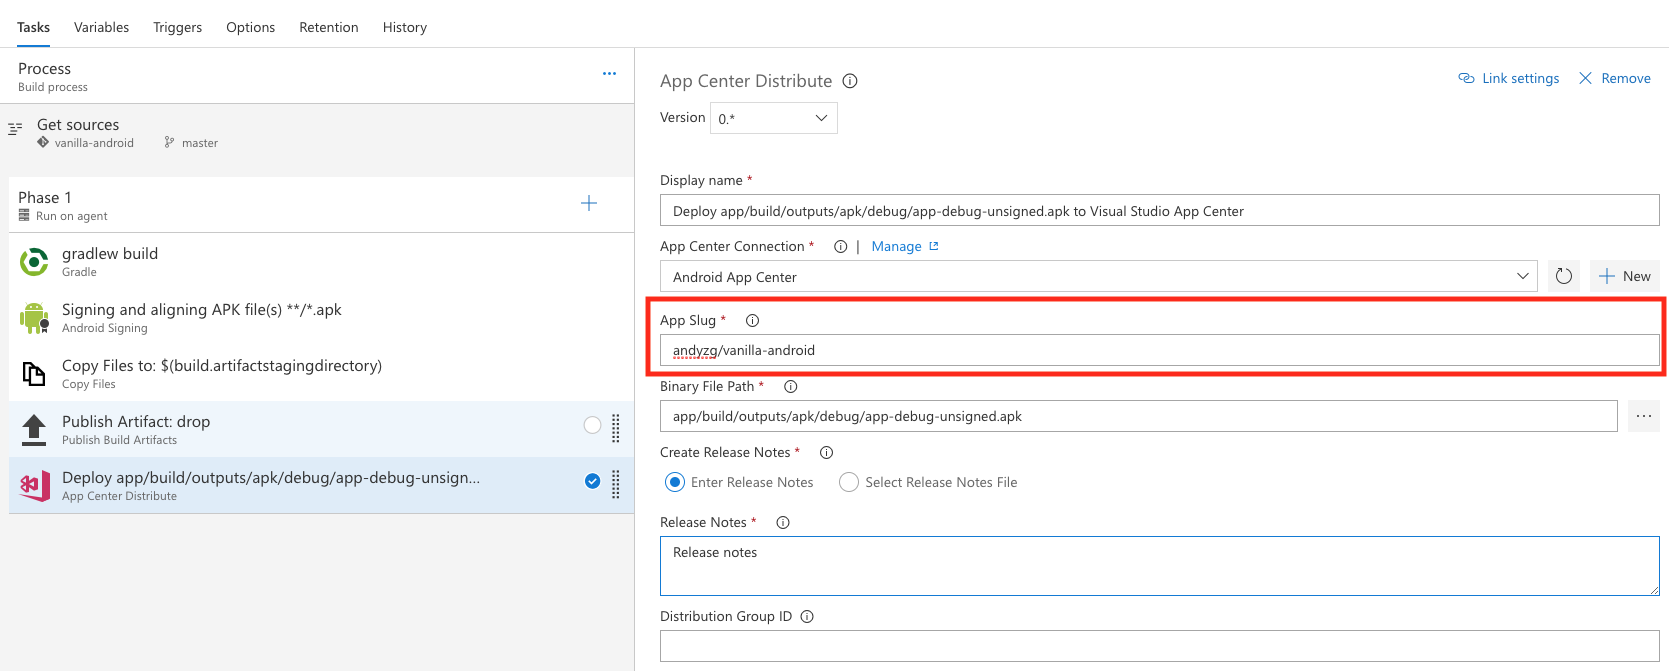 Tasks Variables Triggers Options Retention History
Process
Build process
...
Get sources
vanilla-android master
Phase 1
Run on agent
gradlew build
Gradle
Signing and aligning APK file(s) **/*.apk
Android Signing
Copy Files to: $(build.artifactstagingdirectory)
Copy Files
Publish Artifact: drop
Publish Build Artifacts
Deploy app/build/outputs/apk/debug/app-debug-unsign...
App Center Distribute
App Center Distribute
Link settings Remove
Version 0.*
Display name *
Deploy app/build/outputs/apk/debug/app-debug-unsigned.apk to Visual Studio App Center
App Center Connection * | Manage
Android App Center
New
App Slug *
andyzg/vanilla-android
Binary File Path *
app/build/outputs/apk/debug/app-debug-unsigned.apk
...
Create Release Notes *
Enter Release Notes Select Release Notes File
Release Notes *
Release notes
Distribution Group ID